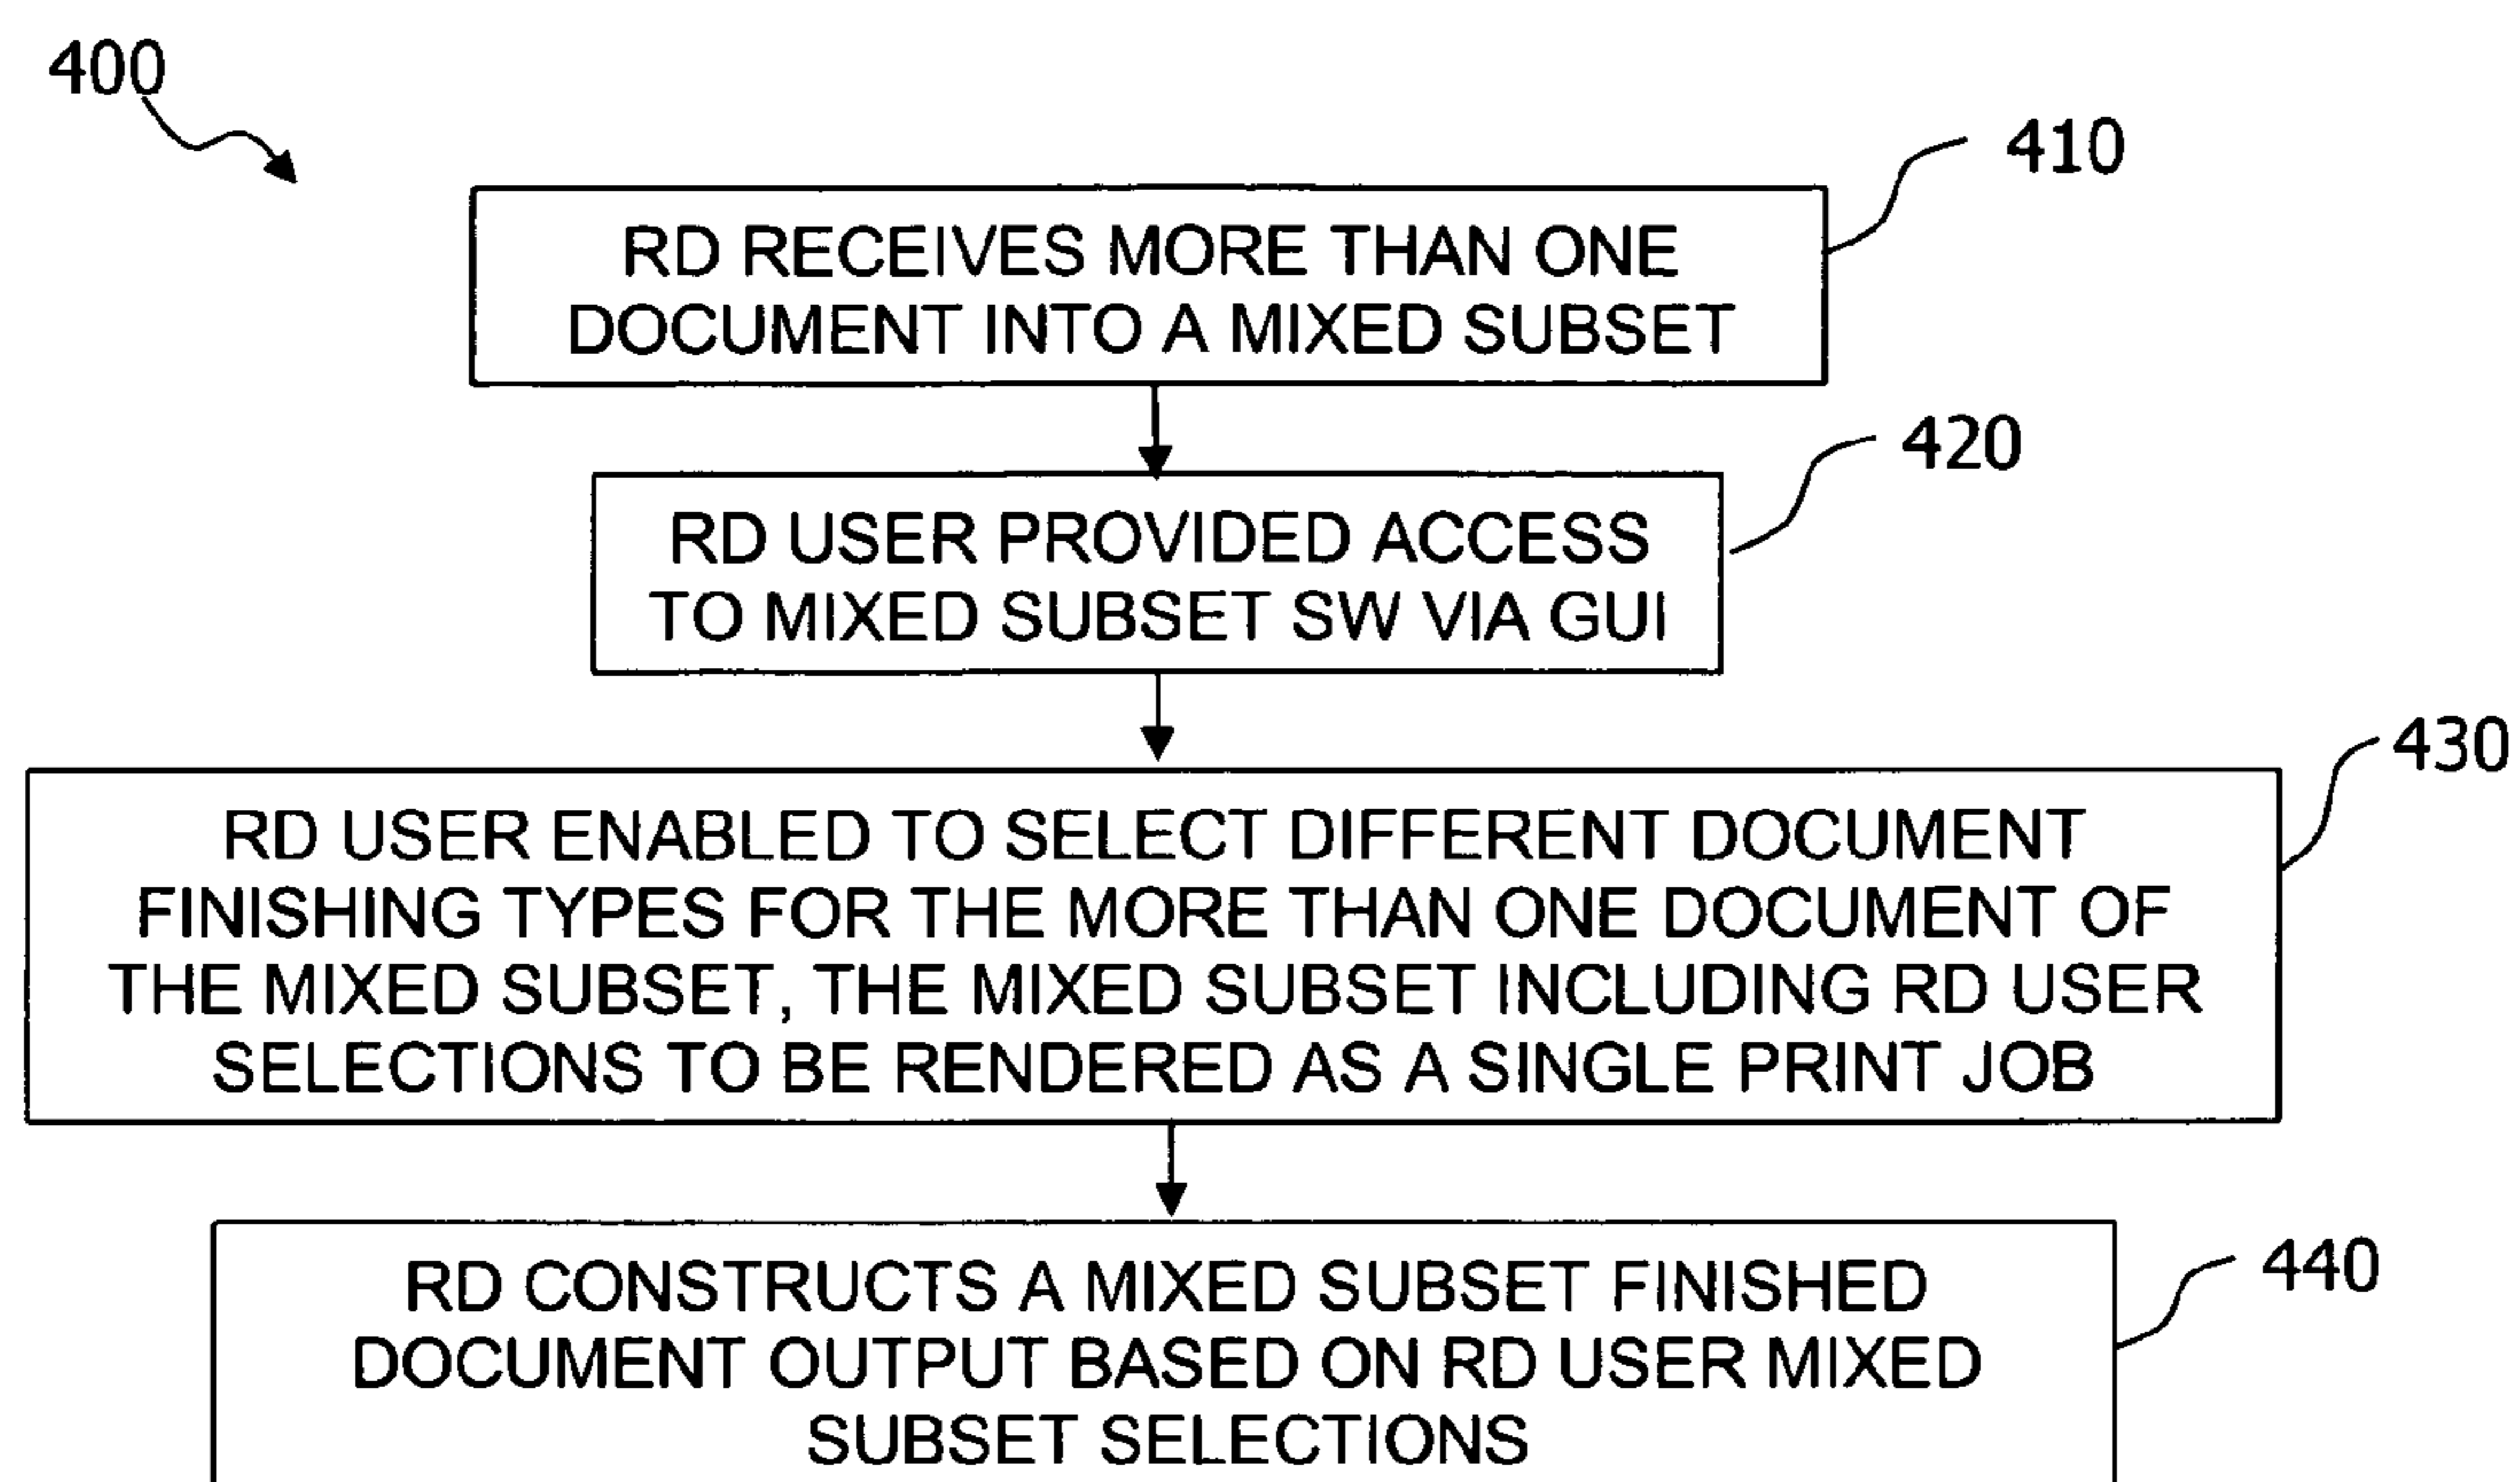 400
410
RD RECEIVES MORE THAN ONE
DOCUMENT INTO A MIXED SUBSET
420
RD USER PROVIDED ACCESS
TO MIXED SUBSET SW VIA GUI
430
RD USER ENABLED TO SELECT DIFFERENT DOCUMENT
FINISHING TYPES FOR THE MORE THAN ONE DOCUMENT OF
THE MIXED SUBSET, THE MIXED SUBSET INCLUDING RD USER
SELECTIONS TO BE RENDERED AS A SINGLE PRINT JOB
440
RD CONSTRUCTS A MIXED SUBSET FINISHED
DOCUMENT OUTPUT BASED ON RD USER MIXED
SUBSET SELECTIONS